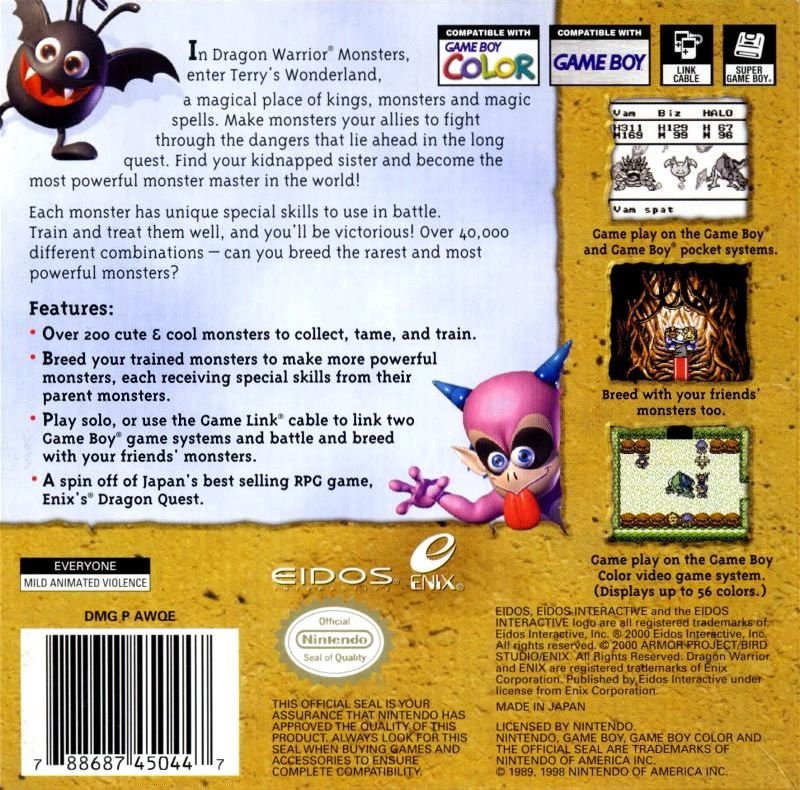 In Dragon Warrior® Monsters,
enter Terry's Wonderland,
a magical place of kings, monsters and magic
spells. Make monsters your allies to fight
through the dangers that lie ahead in the long
quest. Find your kidnapped sister and become the
most powerful monster master in the world!
Each monster has unique special skills to use in battle.
Train and treat them well, and you'll be victorious! Over 40,000
different combinations – can you breed the rarest and most
powerful monsters?
Features:
• Over 200 cute & cool monsters to collect, tame, and train.
• Breed your trained monsters to make more powerful
monsters, each receiving special skills from their
parent monsters.
• Play solo, or use the Game Link® cable to link two
Game Boy® game systems and battle and breed
with your friends' monsters.
• A spin off of Japan's best selling RPG game,
Enix's® Dragon Quest.
COMPATIBLE WITH
GAME BOY
COLOR
COMPATIBLE WITH
GAME BOY
LINK
CABLE
SUPER
GAME BOY®
Vam Biz HALO
H311 H129 H 67
M169 M 99 M 96
Vam spat
Game play on the Game Boy®
and Game Boy® pocket systems.
Breed with your friends'
monsters too.
Game play on the Game Boy
Color video game system.
(Displays up to 56 colors.)
EVERYONE
MILD ANIMATED VIOLENCE
DMG P AWQE
7 88687 45044 7
EIDOS®
INTERACTIVE
e
ENIX®
Official
Nintendo
Seal of Quality
THIS OFFICIAL SEAL IS YOUR
ASSURANCE THAT NINTENDO HAS
APPROVED THE QUALITY OF THIS
PRODUCT. ALWAYS LOOK FOR THIS
SEAL WHEN BUYING GAMES AND
ACCESSORIES TO ENSURE
COMPLETE COMPATIBILITY.
EIDOS, EIDOS INTERACTIVE and the EIDOS
INTERACTIVE logo are all registered trademarks of
Eidos Interactive, Inc. ® 2000 Eidos Interactive, Inc.
All rights reserved. © 2000 ARMOR PROJECT/BIRD
STUDIO/ENIX. All Rights Reserved. Dragon Warrior
and ENIX are registered trademarks of Enix
Corporation. Published by Eidos Interactive under
license from Enix Corporation.
MADE IN JAPAN
LICENSED BY NINTENDO.
NINTENDO, GAME BOY, GAME BOY COLOR AND
THE OFFICIAL SEAL ARE TRADEMARKS OF
NINTENDO OF AMERICA INC.
© 1989, 1998 NINTENDO OF AMERICA INC.